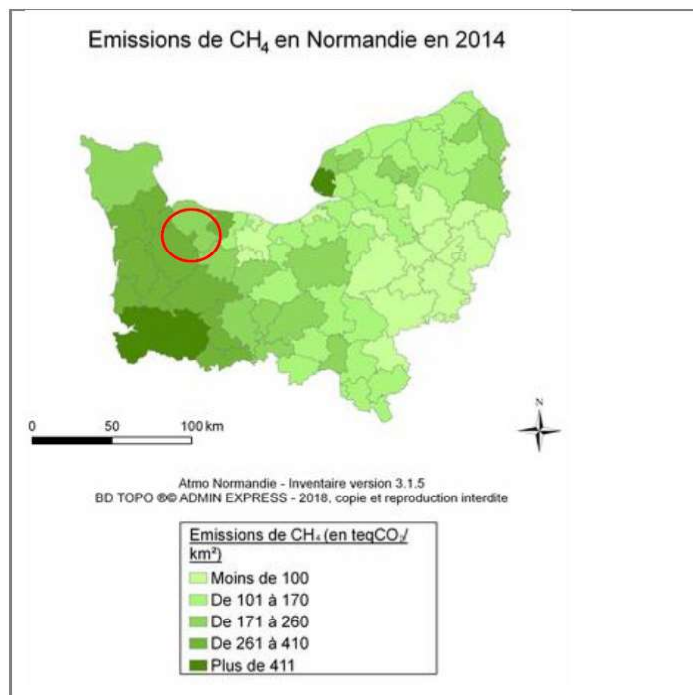 Emissions de CH₄ en Normandie en 2014
N
0 50 100 km
Atmo Normandie - Inventaire version 3.1.5
BD TOPO ®© ADMIN EXPRESS - 2018, copie et reproduction interdite
Emissions de CH₄ (en teqCO₂/
km²)
Moins de 100
De 101 à 170
De 171 à 260
De 261 à 410
Plus de 411